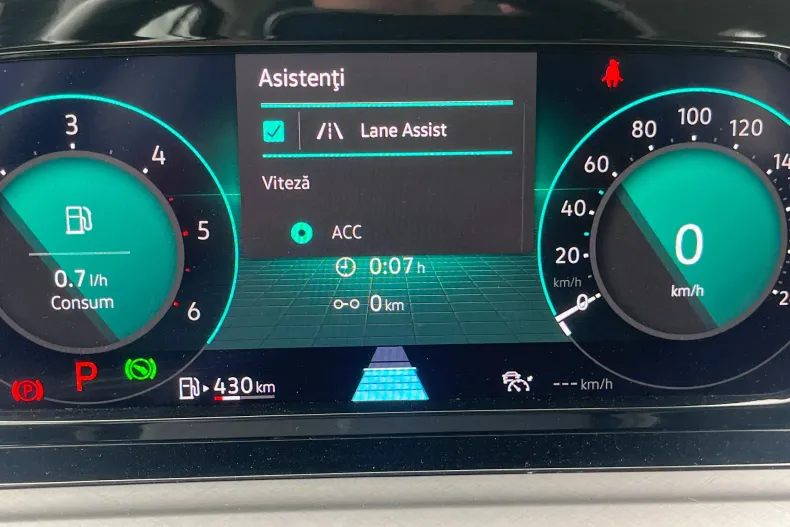 Asistenți
Lane Assist
Viteză
ACC
0:07 h
0 km
3
4
5
6
0.7 l/h
Consum
P
P
430 km
0
20
40
60
80
100
120
km/h
0
km/h
--- km/h